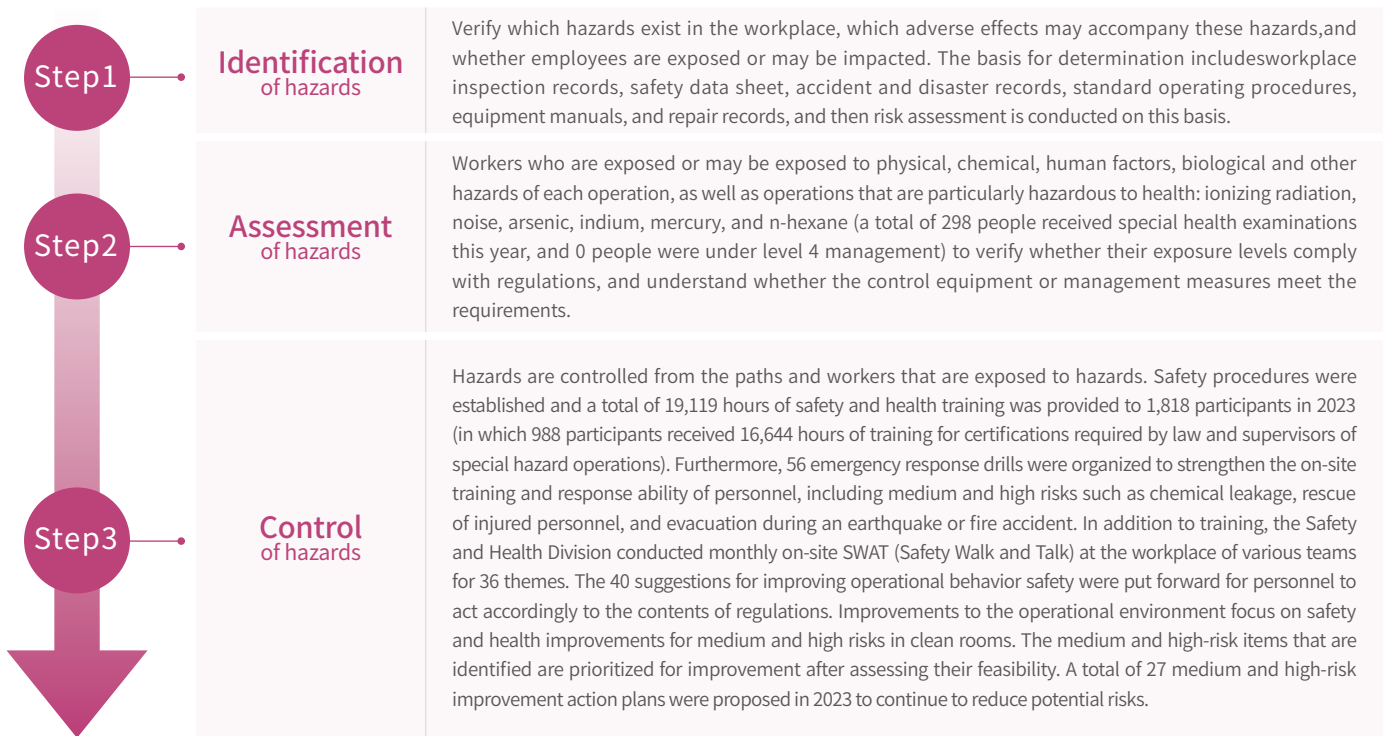 Step1
Identification
of hazards
Verify which hazards exist in the workplace, which adverse effects may accompany these hazards,and
whether employees are exposed or may be impacted. The basis for determination includesworkplace
inspection records, safety data sheet, accident and disaster records, standard operating procedures,
equipment manuals, and repair records, and then risk assessment is conducted on this basis.
Step2
Assessment
of hazards
Workers who are exposed or may be exposed to physical, chemical, human factors, biological and other
hazards of each operation, as well as operations that are particularly hazardous to health: ionizing radiation,
noise, arsenic, indium, mercury, and n-hexane (a total of 298 people received special health examinations
this year, and 0 people were under level 4 management) to verify whether their exposure levels comply
with regulations, and understand whether the control equipment or management measures meet the
requirements.
Step3
Control
of hazards
Hazards are controlled from the paths and workers that are exposed to hazards. Safety procedures were
established and a total of 19,119 hours of safety and health training was provided to 1,818 participants in 2023
(in which 988 participants received 16,644 hours of training for certifications required by law and supervisors of
special hazard operations). Furthermore, 56 emergency response drills were organized to strengthen the on-site
training and response ability of personnel, including medium and high risks such as chemical leakage, rescue
of injured personnel, and evacuation during an earthquake or fire accident. In addition to training, the Safety
and Health Division conducted monthly on-site SWAT (Safety Walk and Talk) at the workplace of various teams
for 36 themes. The 40 suggestions for improving operational behavior safety were put forward for personnel to
act accordingly to the contents of regulations. Improvements to the operational environment focus on safety
and health improvements for medium and high risks in clean rooms. The medium and high-risk items that are
identified are prioritized for improvement after assessing their feasibility. A total of 27 medium and high-risk
improvement action plans were proposed in 2023 to continue to reduce potential risks.